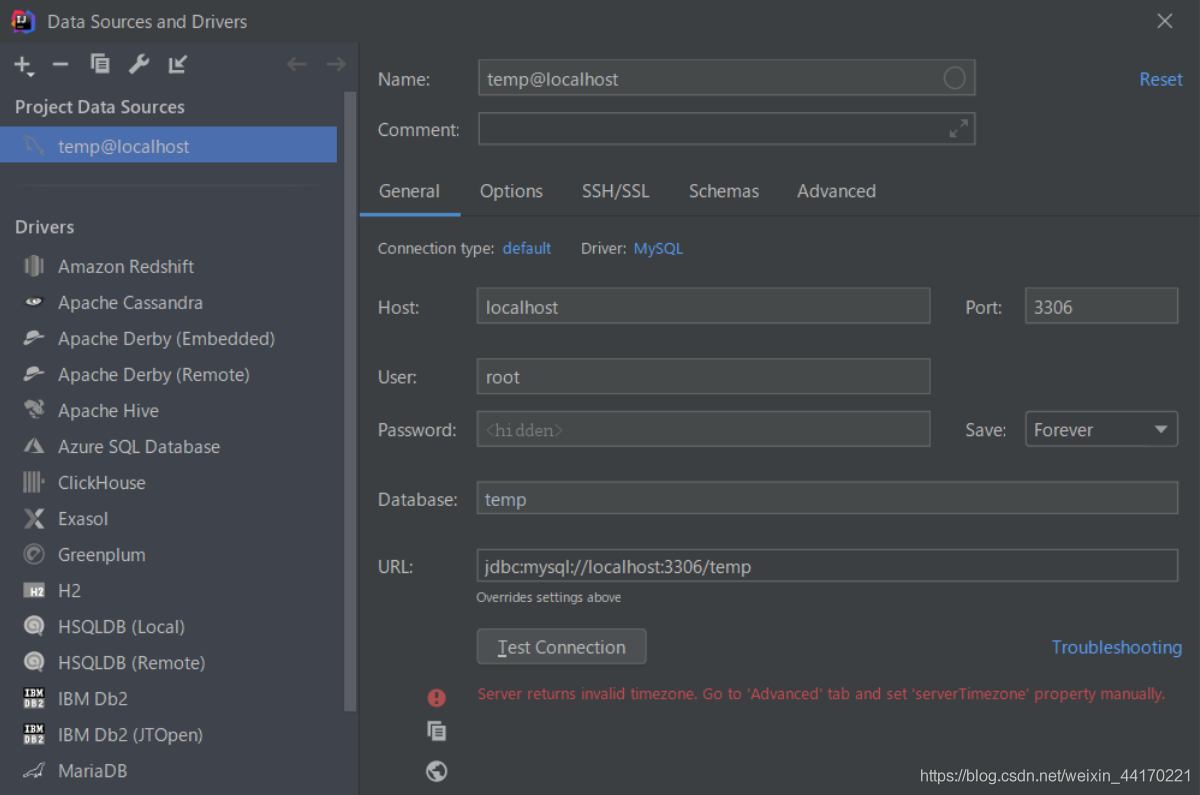 Data Sources and Drivers
Project Data Sources
temp@localhost
Drivers
Amazon Redshift
Apache Cassandra
Apache Derby (Embedded)
Apache Derby (Remote)
Apache Hive
Azure SQL Database
ClickHouse
Exasol
Greenplum
H2 H2
HSQLDB (Local)
HSQLDB (Remote)
IBM DB2 IBM Db2
IBM DB2 IBM Db2 (JTOpen)
MariaDB
Name: temp@localhost Reset
Comment:
General Options SSH/SSL Schemas Advanced
Connection type: default Driver: MySQL
Host: localhost Port: 3306
User: root
Password: <hidden> Save: Forever
Database: temp
URL: jdbc:mysql://localhost:3306/temp
Overrides settings above
Test Connection Troubleshooting
Server returns invalid timezone. Go to 'Advanced' tab and set 'serverTimezone' property manually.
https://blog.csdn.net/weixin_44170221